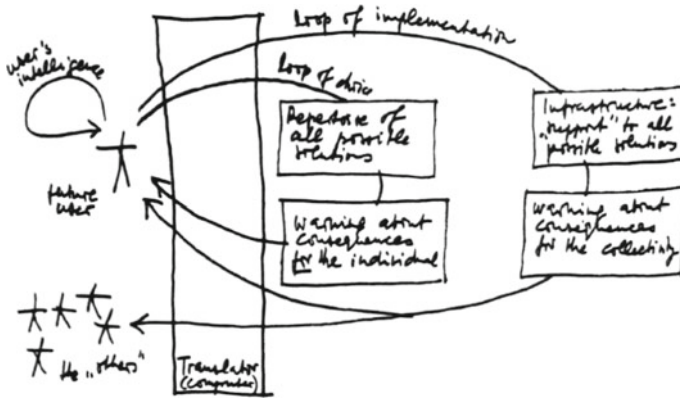 Loop of implementation
user's
intelligence
Loop of choice
Repertoire of
all possible
solutions
Infrastructure:
"support" to all
possible solutions
future
user
warning about
consequences
for the individual
warning about
consequences
for the collectivity
the „others"
Translator
(computer)